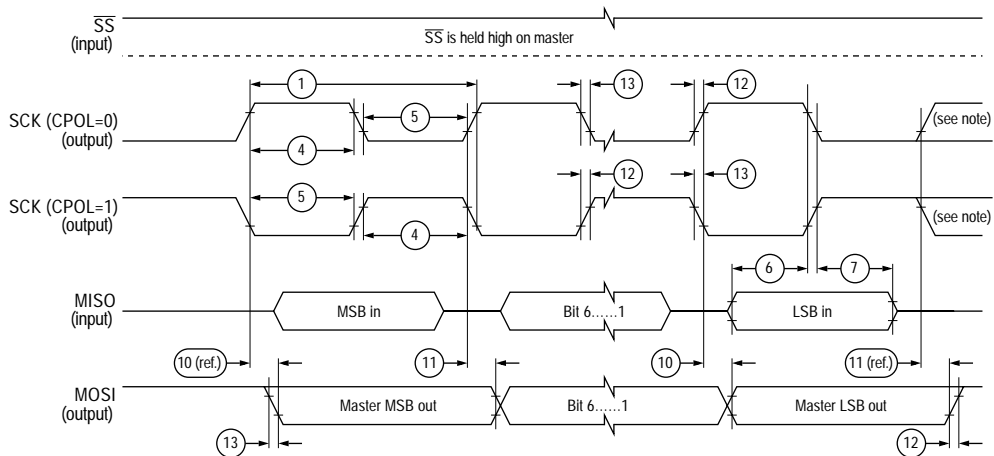 SS
(input)
SS is held high on master
1
13
12
SCK (CPOL=0)
(output)
5
(see note)
4
12
13
SCK (CPOL=1)
(output)
5
(see note)
4
6
7
MISO
(input)
MSB in
Bit 6......1
LSB in
10 (ref.)
11
10
11 (ref.)
MOSI
(output)
Master MSB out
Bit 6......1
Master LSB out
13
12